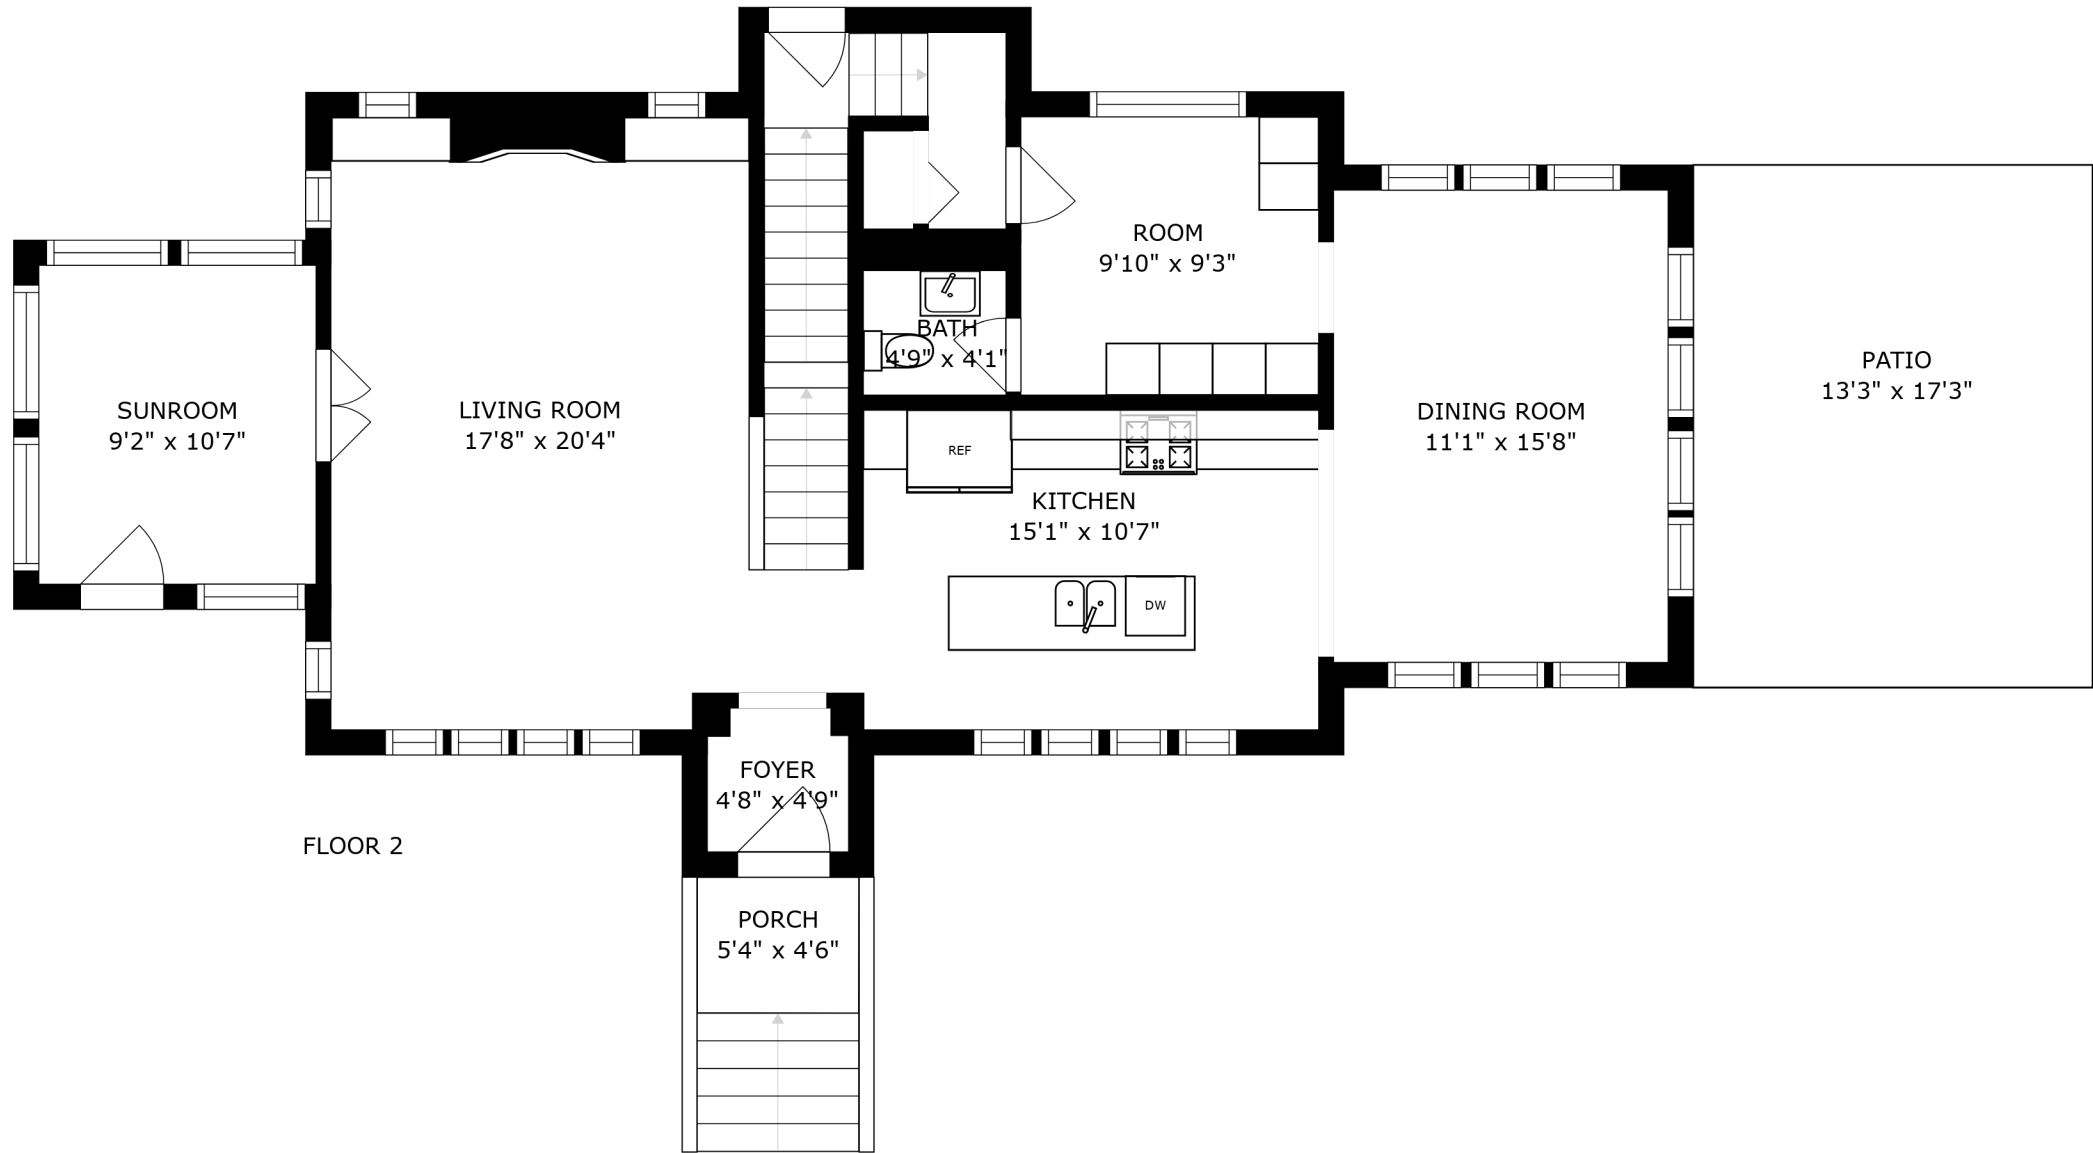 ROOM
9'10" x 9'3"
BATH
4'9" x 4'1"
SUNROOM
9'2" x 10'7"
LIVING ROOM
17'8" x 20'4"
REF
KITCHEN
15'1" x 10'7"
DW
DINING ROOM
11'1" x 15'8"
PATIO
13'3" x 17'3"
FOYER
4'8" x 4'9"
FLOOR 2
PORCH
5'4" x 4'6"